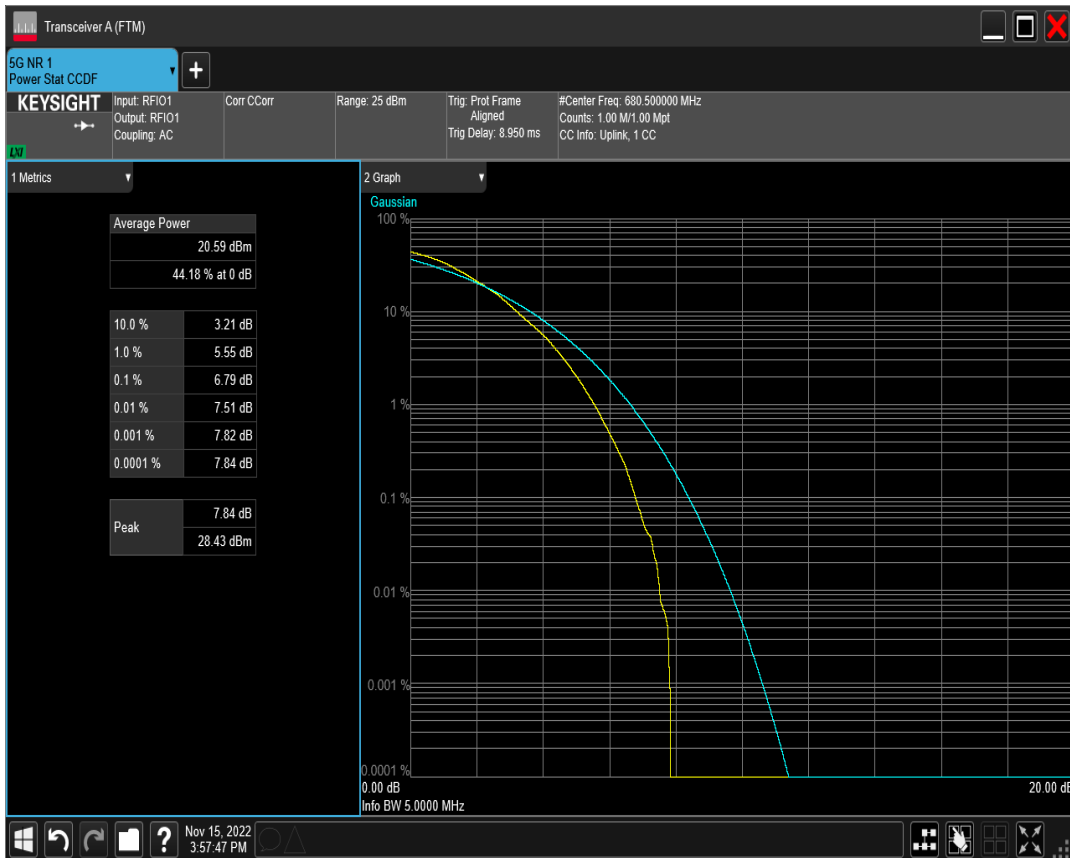 Transceiver A (FTM)
5G NR 1
Power Stat CCDF
+
KEYSIGHT
LXI
Input: RFIO1
Output: RFIO1
Coupling: AC
Corr CCorr
Range: 25 dBm
Trig: Prot Frame
Aligned
Trig Delay: 8.950 ms
#Center Freq: 680.500000 MHz
Counts: 1.00 M/1.00 Mpt
CC Info: Uplink, 1 CC
1 Metrics
Average Power
20.59 dBm
44.18 % at 0 dB
10.0 % 3.21 dB
1.0 % 5.55 dB
0.1 % 6.79 dB
0.01 % 7.51 dB
0.001 % 7.82 dB
0.0001 % 7.84 dB
Peak 7.84 dB
28.43 dBm
2 Graph
Gaussian
100 %
10 %
1 %
0.1 %
0.01 %
0.001 %
0.0001 %
0.00 dB 20.00 dB
Info BW 5.0000 MHz
?
Nov 15, 2022
3:57:47 PM